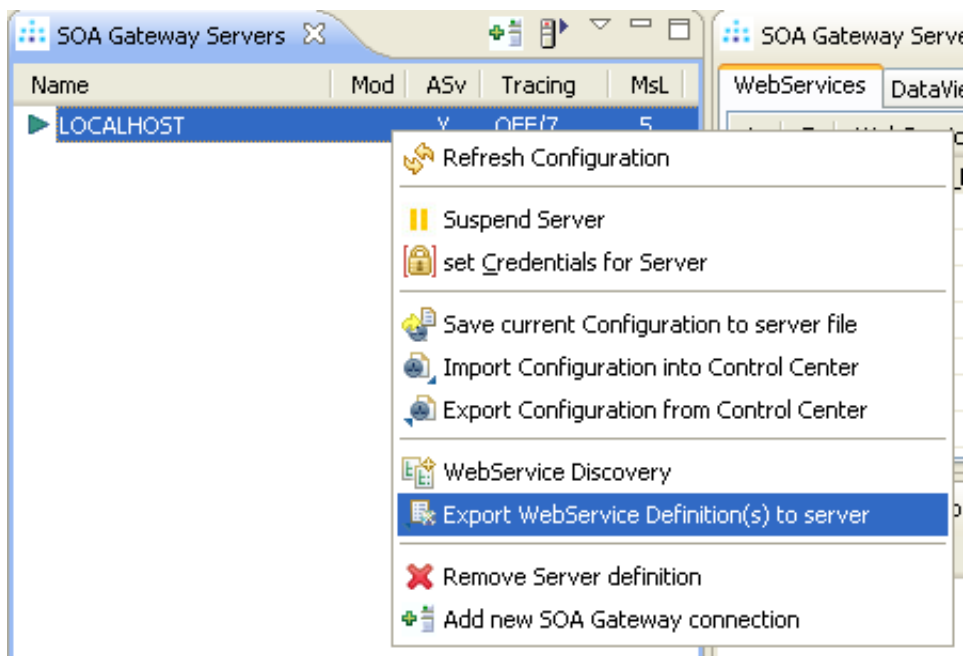 SOA Gateway Servers
SOA Gateway Serve
Name Mod ASv Tracing MsL
WebServices DataVie
LOCALHOST
Refresh Configuration
Suspend Server
set Credentials for Server
Save current Configuration to server file
Import Configuration into Control Center
Export Configuration from Control Center
WebService Discovery
Export WebService Definition(s) to server
Remove Server definition
Add new SOA Gateway connection